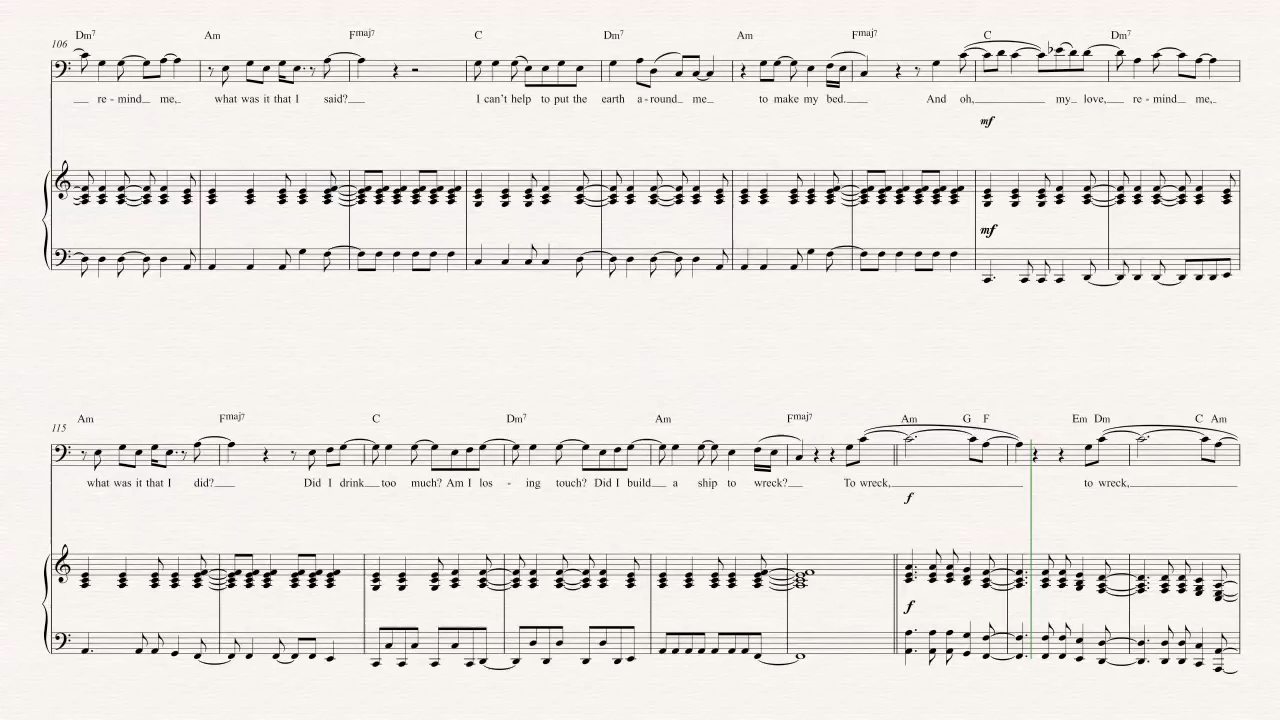 Dm7 Am Fmaj7 C Dm7 Am Fmaj7 C Dm7
106
re - mind me, what was it that I said? I can't help to put the earth a - round me to make my bed. And oh, my love, re - mind me,
mf
mf
Am Fmaj7 C Dm7 Am Fmaj7 Am G F Em Dm C Am
115
what was it that I did? Did I drink too much? Am I los - ing touch? Did I build a ship to wreck? To wreck, to wreck,
f
f